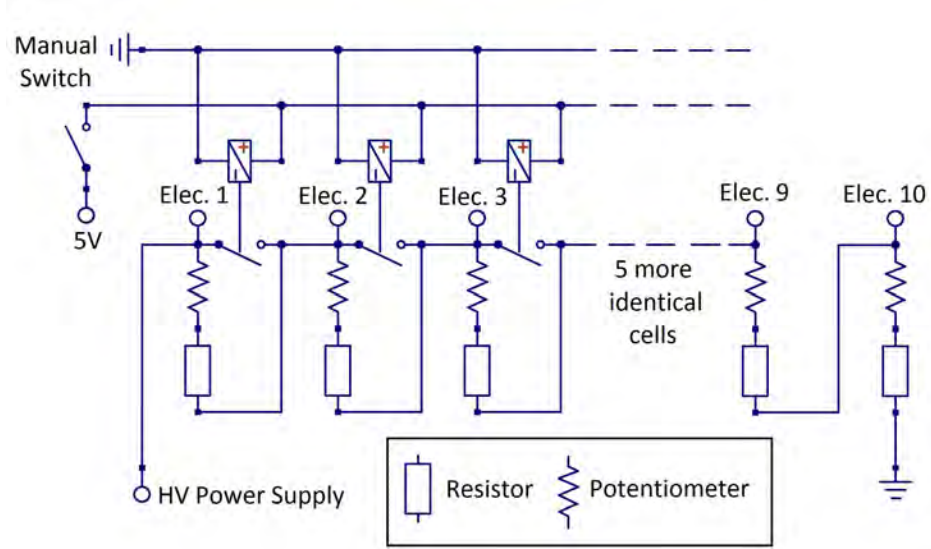 Manual
Switch
5V
Elec. 1
Elec. 2
Elec. 3
Elec. 9
Elec. 10
5 more
identical
cells
HV Power Supply
Resistor
Potentiometer